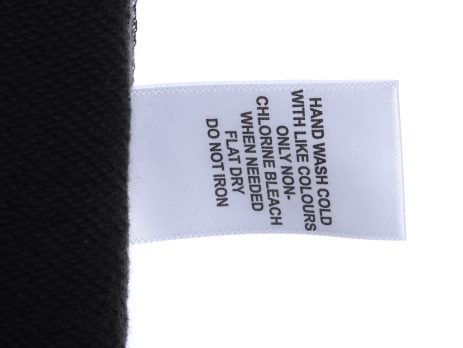 HAND WASH COLD
WITH LIKE COLOURS
ONLY NON-
CHLORINE BLEACH
WHEN NEEDED
FLAT DRY
DO NOT IRON